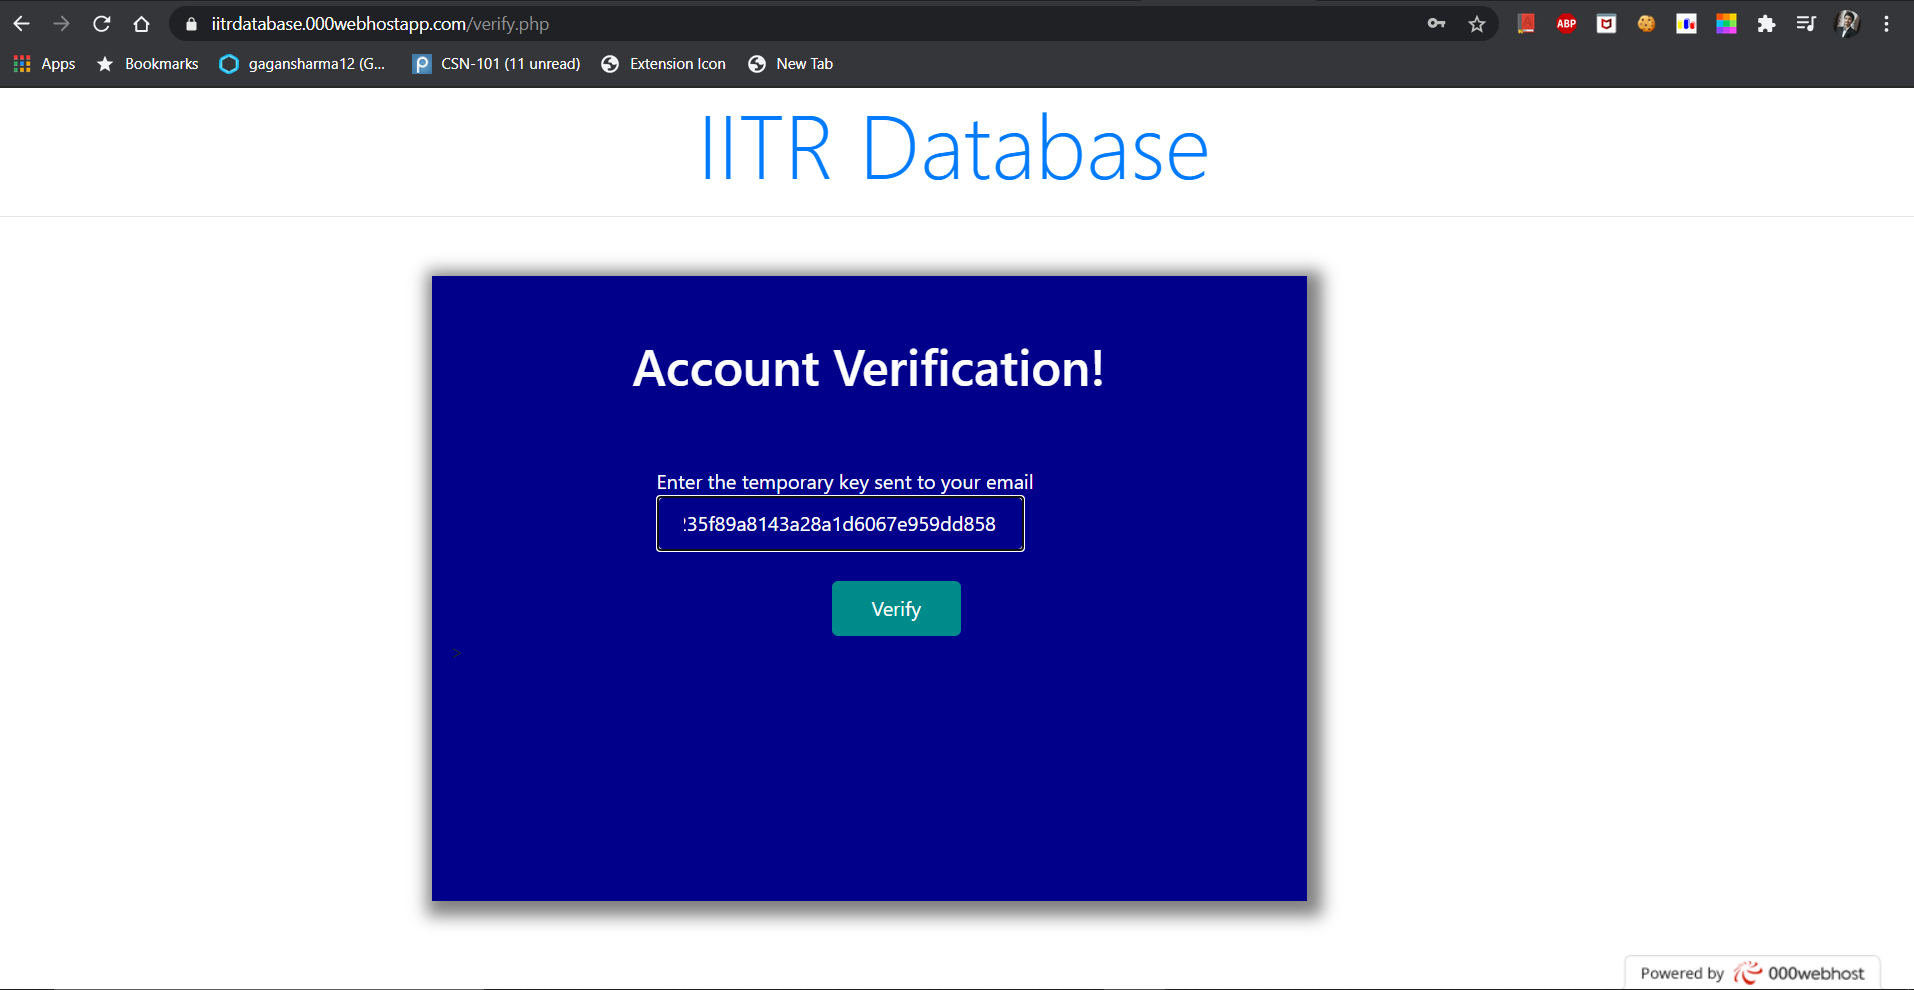 iitrdatabase.000webhostapp.com/verify.php
ABP
Apps Bookmarks gagansharma12 (G... CSN-101 (11 unread) Extension Icon New Tab
IITR Database
Account Verification!
Enter the temporary key sent to your email
35f89a8143a28a1d6067e959dd858
Verify
>
Powered by 000webhost